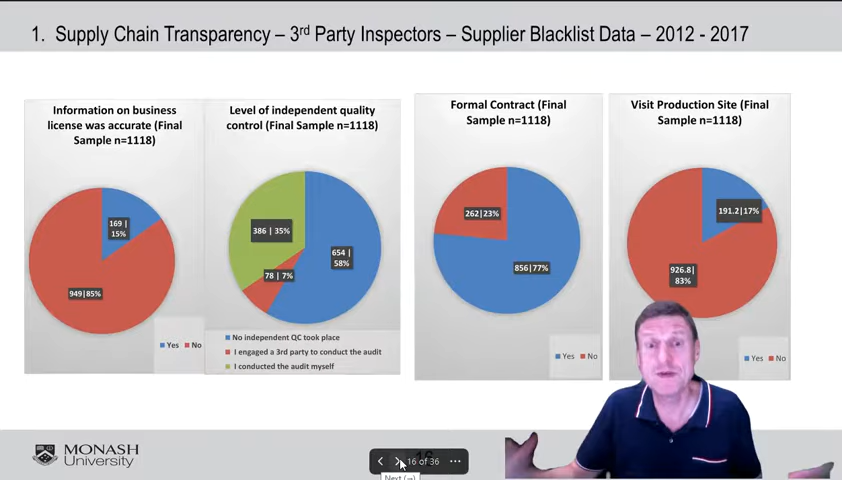 1. Supply Chain Transparency – 3rd Party Inspectors – Supplier Blacklist Data – 2012 - 2017
Information on business
license was accurate (Final
Sample n=1118)
169 |
15%
949|85%
Yes No
Level of independent quality
control (Final Sample n=1118)
386 | 35%
654 |
58%
78 | 7%
No independent QC took place
I engaged a 3rd party to conduct the audit
I conducted the audit myself
Formal Contract (Final
Sample n=1118)
262|23%
856|77%
Yes No
Visit Production Site (Final
Sample n=1118)
191.2|17%
926.8|
83%
Yes No
MONASH
University
16 of 36
Next (→)